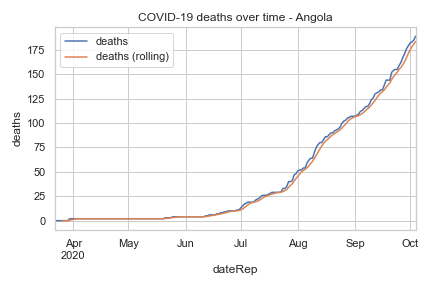 COVID-19 deaths over time - Angola
deaths
deaths (rolling)
175
150
125
100
75
50
25
0
deaths
Apr
2020
May
Jun
Jul
Aug
Sep
Oct
dateRep